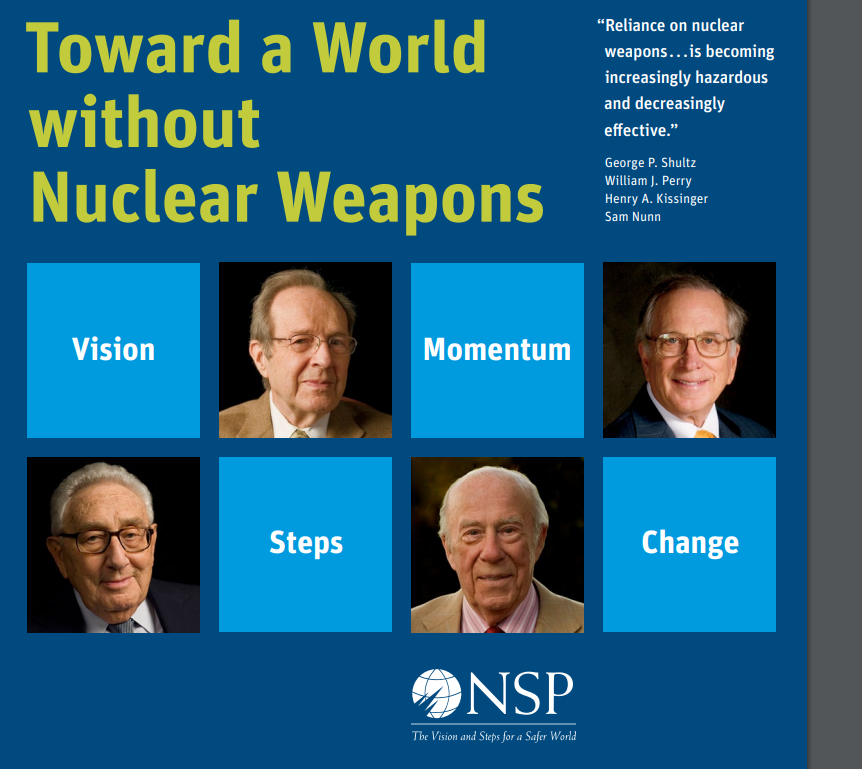 Toward a World
without
Nuclear Weapons
“Reliance on nuclear
weapons...is becoming
increasingly hazardous
and decreasingly
effective.”
George P. Shultz
William J. Perry
Henry A. Kissinger
Sam Nunn
Vision
Momentum
Steps
Change
NSP
The Vision and Steps for a Safer World